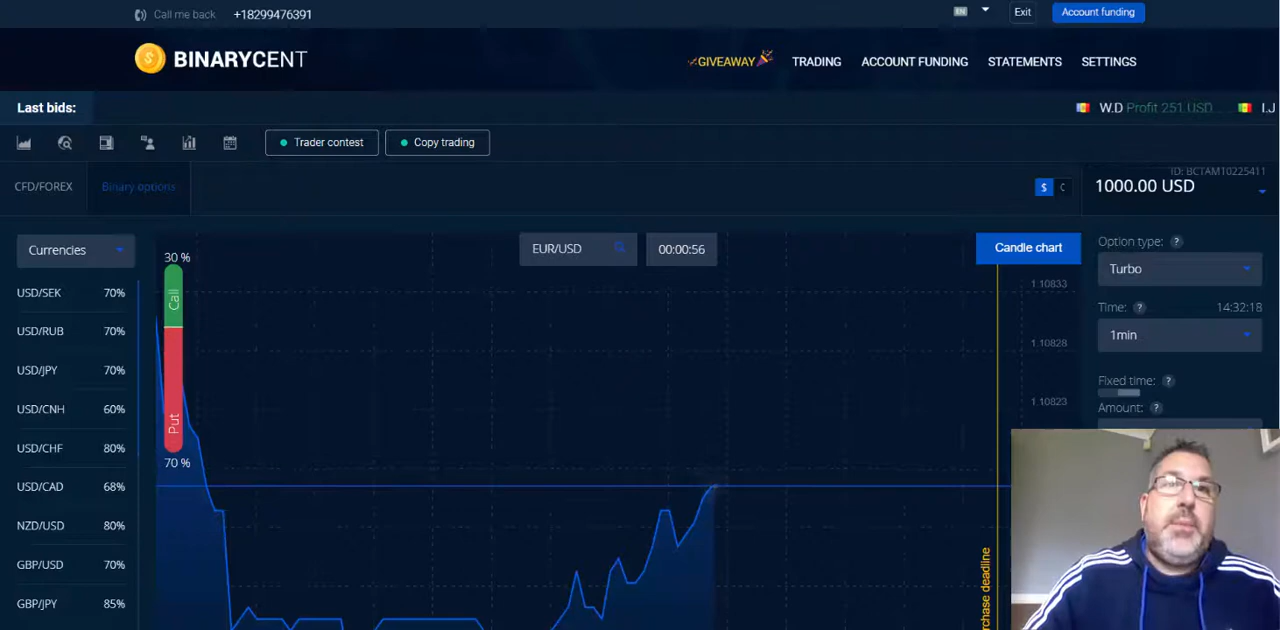 Call me back +18299476391 EN Exit Account funding
BINARYCENT GIVEAWAY TRADING ACCOUNT FUNDING STATEMENTS SETTINGS
Last bids: W.D Profit 251 USD... I.J
Trader contest Copy trading
CFD/FOREX Binary options $ ID: BCTAM10225411
1000.00 USD
Currencies 30 % EUR/USD 00:00:56 Candle chart Option type: ?
USD/SEK 70% Call 1.10833 Turbo
Time: ? 14:32:18
USD/RUB 70% 1.10828 1min
USD/JPY 70% Fixed time: ?
USD/CNH 60% Put 1.10823 Amount: ?
USD/CHF 80% 70 %
USD/CAD 68%
NZD/USD 80%
GBP/USD 70%
GBP/JPY 85%
chase deadline